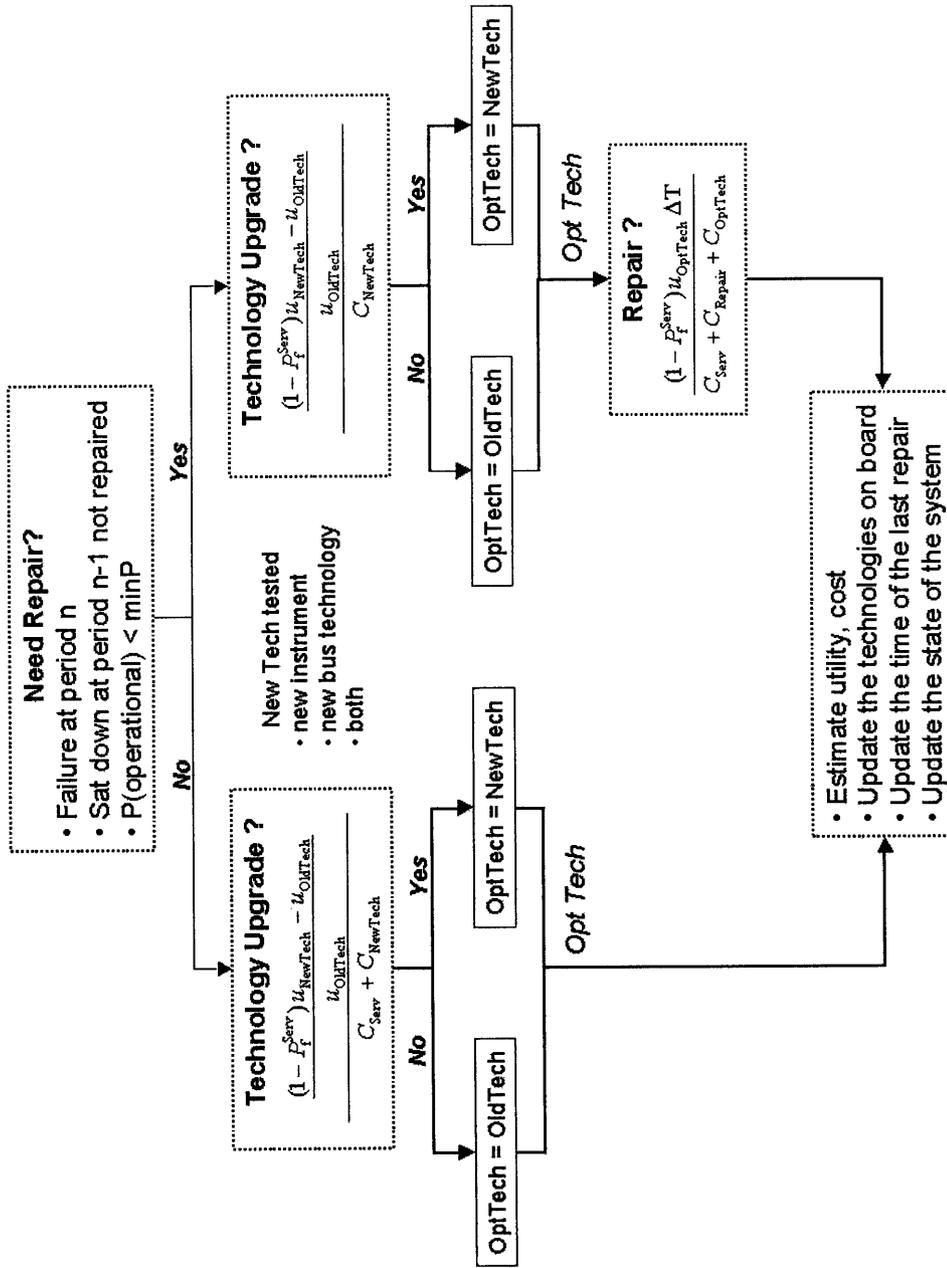 Need Repair?
• Failure at period n
• Sat down at period n-1 not repaired
• P(operational) < minP
No
Yes
Technology Upgrade ?
(1 − P_f^Serv) u_NewTech − u_OldTech
u_OldTech
C_Serv + C_NewTech
New Tech tested
• new instrument
• new bus technology
• both
Technology Upgrade ?
(1 − P_f^Serv) u_NewTech − u_OldTech
u_OldTech
C_NewTech
No
Yes
No
Yes
OptTech = OldTech
OptTech = NewTech
OptTech = OldTech
OptTech = NewTech
Opt Tech
Opt Tech
Repair ?
(1 − P_f^Serv) u_OptTech ΔT
C_Serv + C_Repair + C_OptTech
• Estimate utility, cost
• Update the technologies on board
• Update the time of the last repair
• Update the state of the system